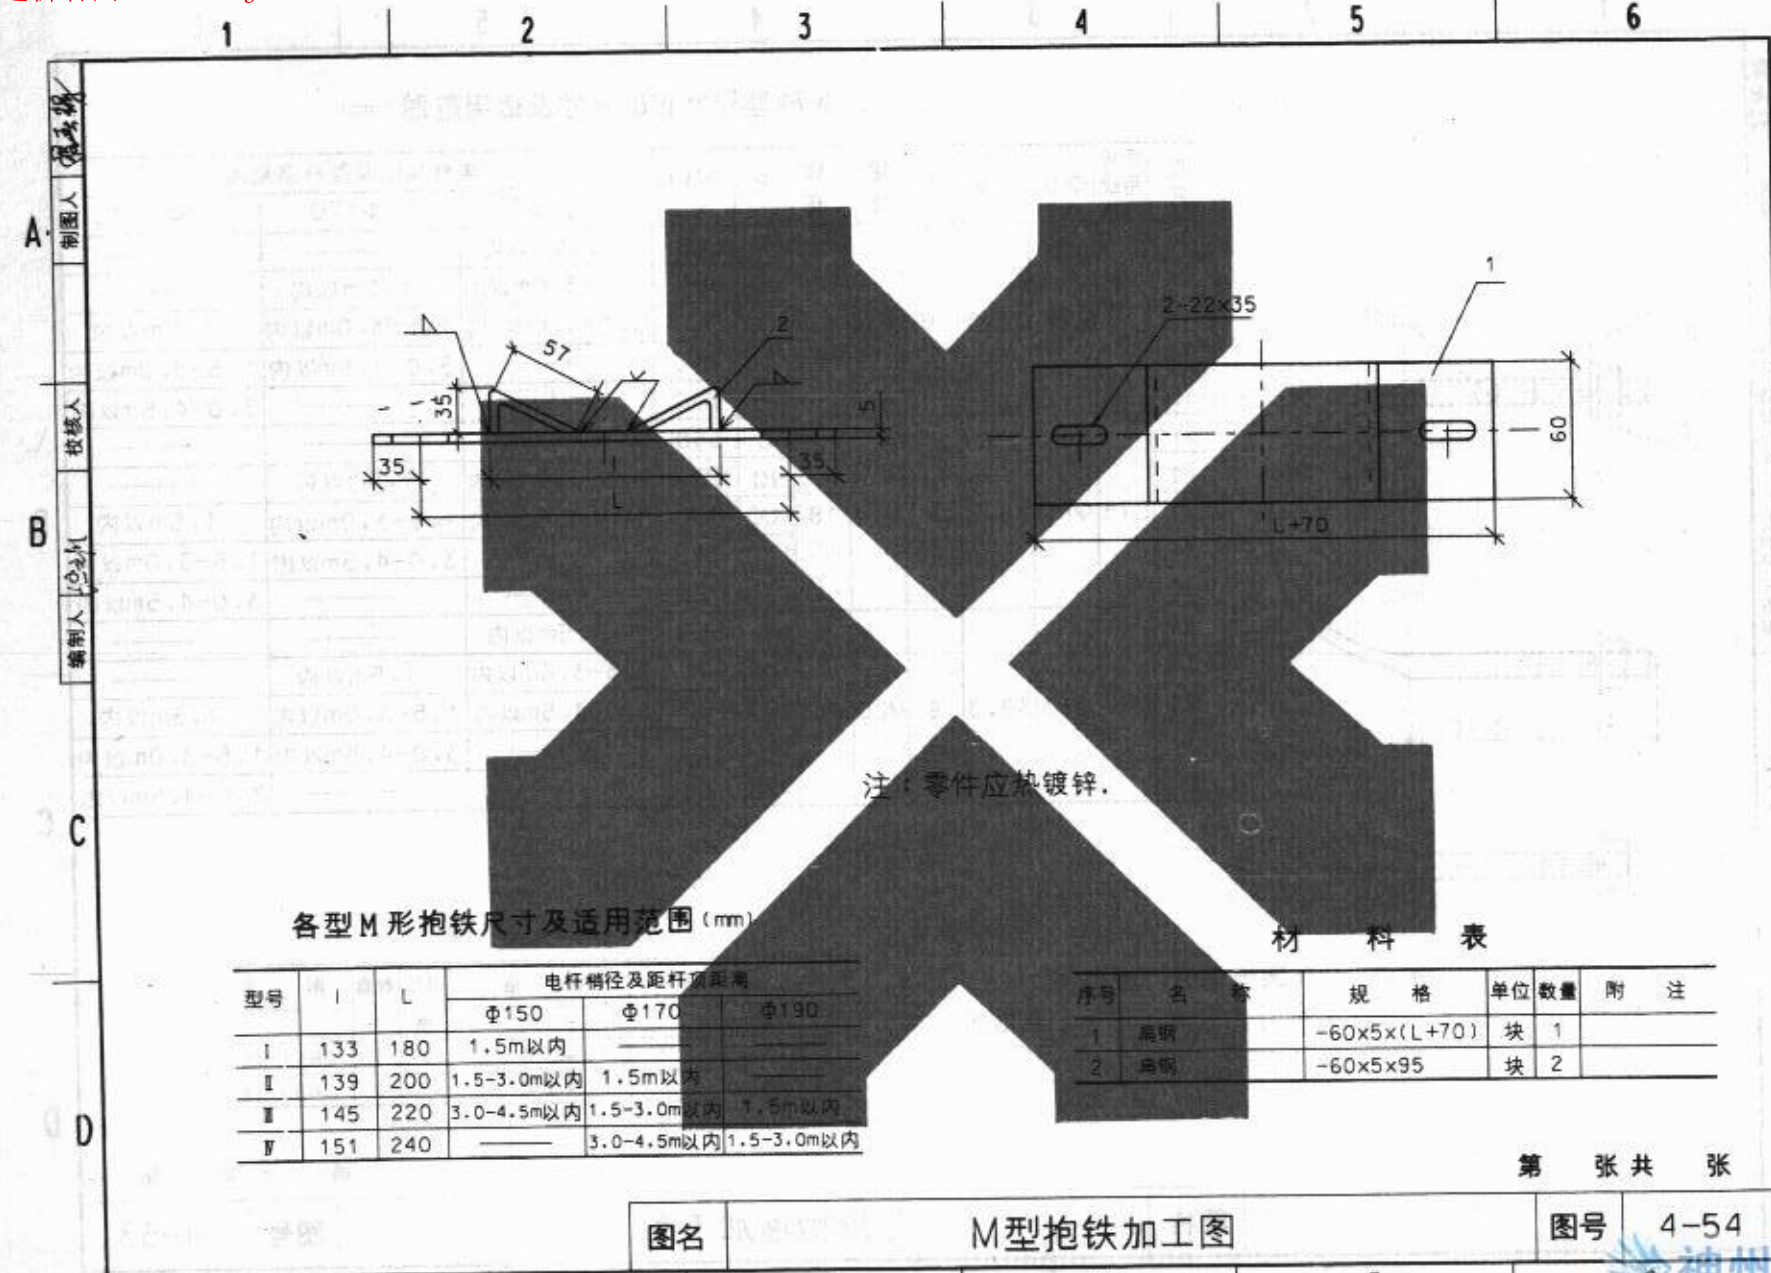 1 2 3 4 5 6
A
B
C
D
制图人
校核人
编制人
57
2
35
5
35
l
35
L
2-22×35
1
60
L+70
注：零件应热镀锌.
各型M形抱铁尺寸及适用范围(mm)
型号 l L 电杆梢径及距杆顶距离
Φ150 Φ170 Φ190
Ⅰ 133 180 1.5m以内 —— ——
Ⅱ 139 200 1.5-3.0m以内 1.5m以内 ——
Ⅲ 145 220 3.0-4.5m以内 1.5-3.0m以内 1.5m以内
Ⅳ 151 240 —— 3.0-4.5m以内 1.5-3.0m以内
材料表
序号 名称 规格 单位 数量 附注
1 扁钢 -60×5×(L+70) 块 1
2 扁钢 -60×5×95 块 2
第 张 共 张
图名 M型抱铁加工图 图号 4-54